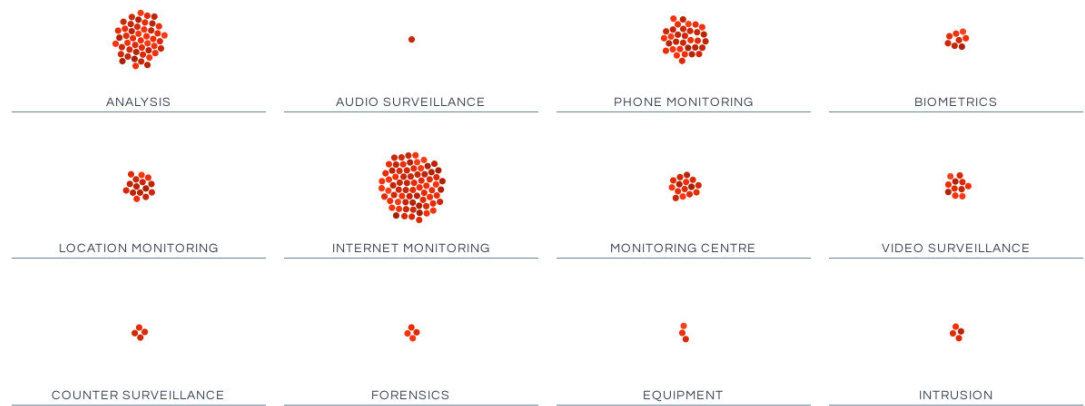 ANALYSIS
AUDIO SURVEILLANCE
PHONE MONITORING
BIOMETRICS
LOCATION MONITORING
INTERNET MONITORING
MONITORING CENTRE
VIDEO SURVEILLANCE
COUNTER SURVEILLANCE
FORENSICS
EQUIPMENT
INTRUSION